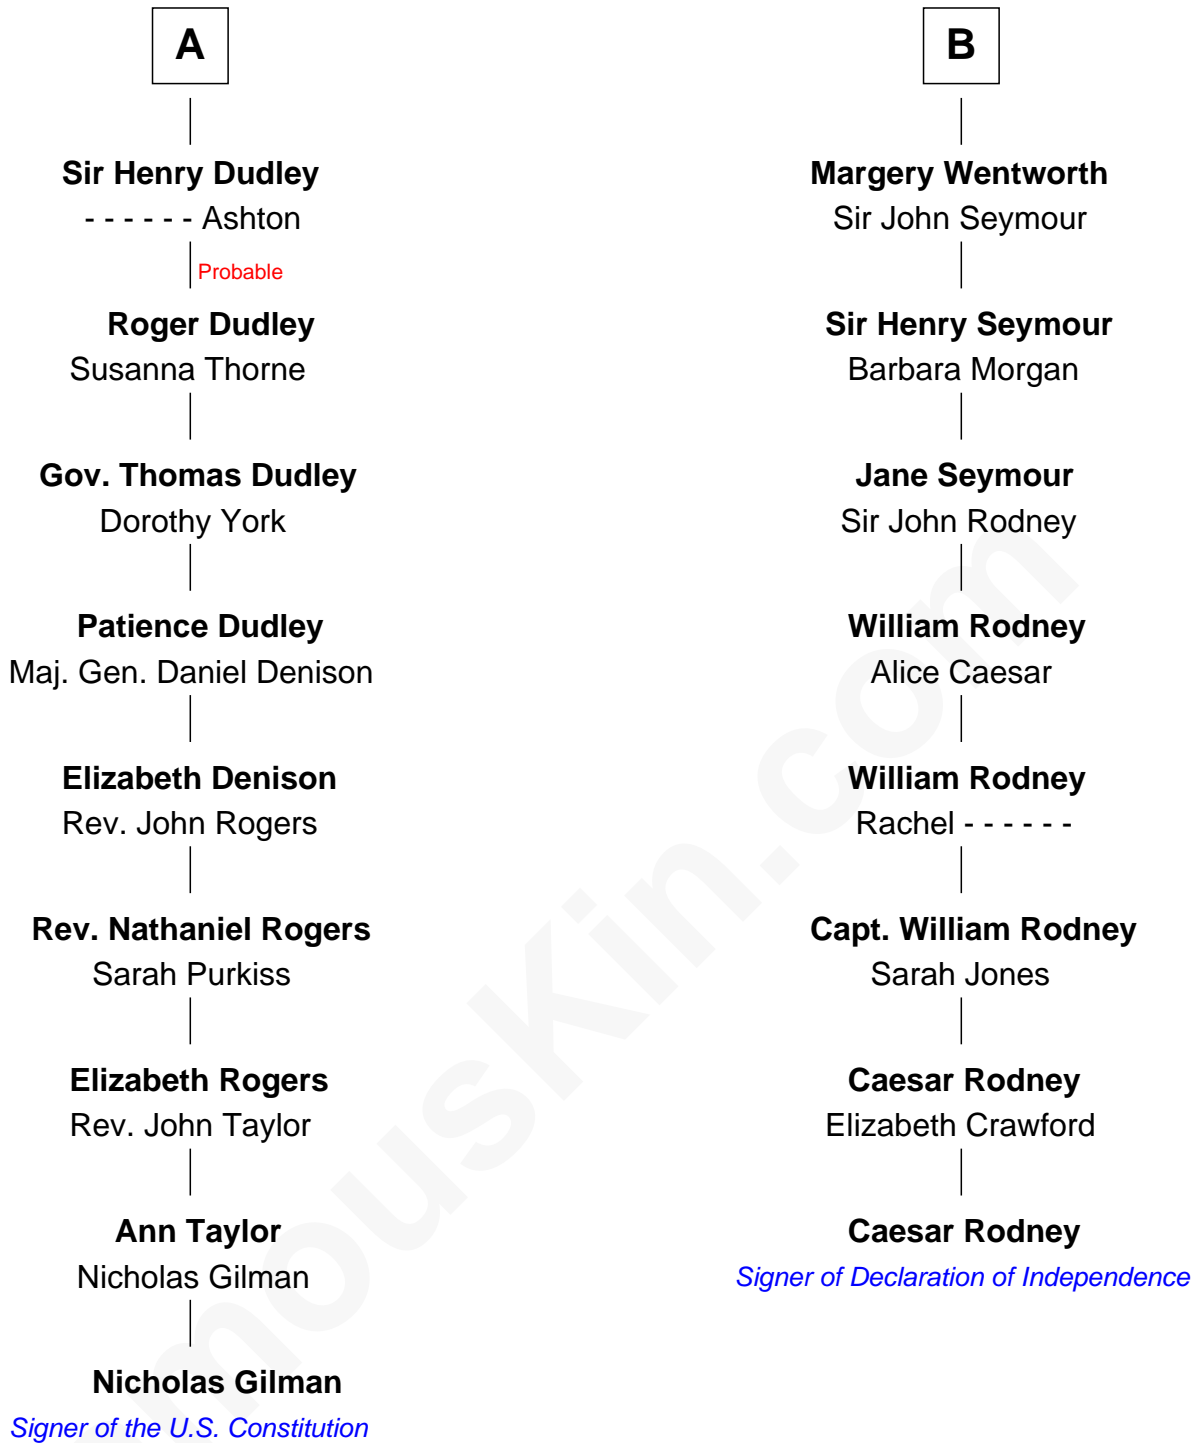 A
Sir Henry Dudley
- - - - - - Ashton
Probable
Roger Dudley
Susanna Thorne
Gov. Thomas Dudley
Dorothy York
Patience Dudley
Maj. Gen. Daniel Denison
Elizabeth Denison
Rev. John Rogers
Rev. Nathaniel Rogers
Sarah Purkiss
Elizabeth Rogers
Rev. John Taylor
Ann Taylor
Nicholas Gilman
Nicholas Gilman
Signer of the U.S. Constitution
B
Margery Wentworth
Sir John Seymour
Sir Henry Seymour
Barbara Morgan
Jane Seymour
Sir John Rodney
William Rodney
Alice Caesar
William Rodney
Rachel - - - - - -
Capt. William Rodney
Sarah Jones
Caesar Rodney
Elizabeth Crawford
Caesar Rodney
Signer of Declaration of Independence
mousKin.com